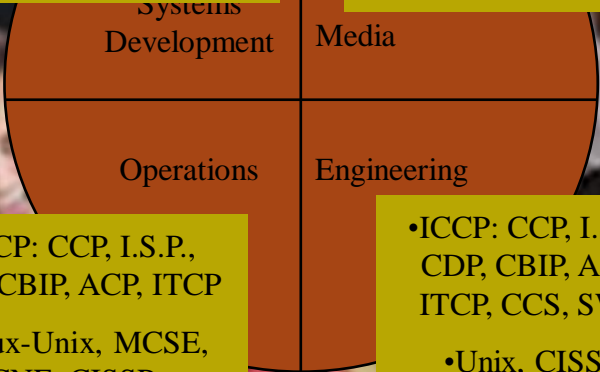 Systems
Development
Media
Operations
Engineering
CP: CCP, I.S.P.,
CBIP, ACP, ITCP
ux-Unix, MCSE,
•ICCP: CCP, I.
CDP, CBIP, A
ITCP, CCS, S
•Unix, CISS